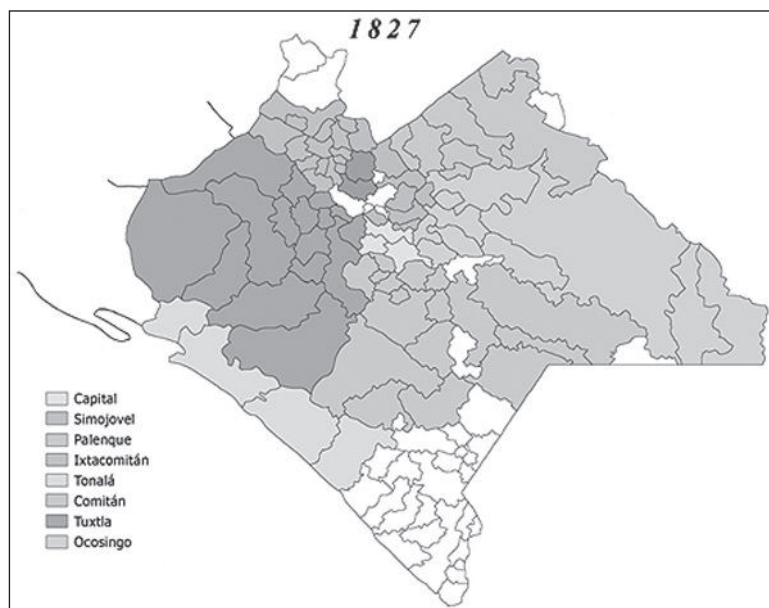 1827
Capital
Simojovel
Palenque
Ixtacomitán
Tonalá
Comitán
Tuxtla
Ocosingo